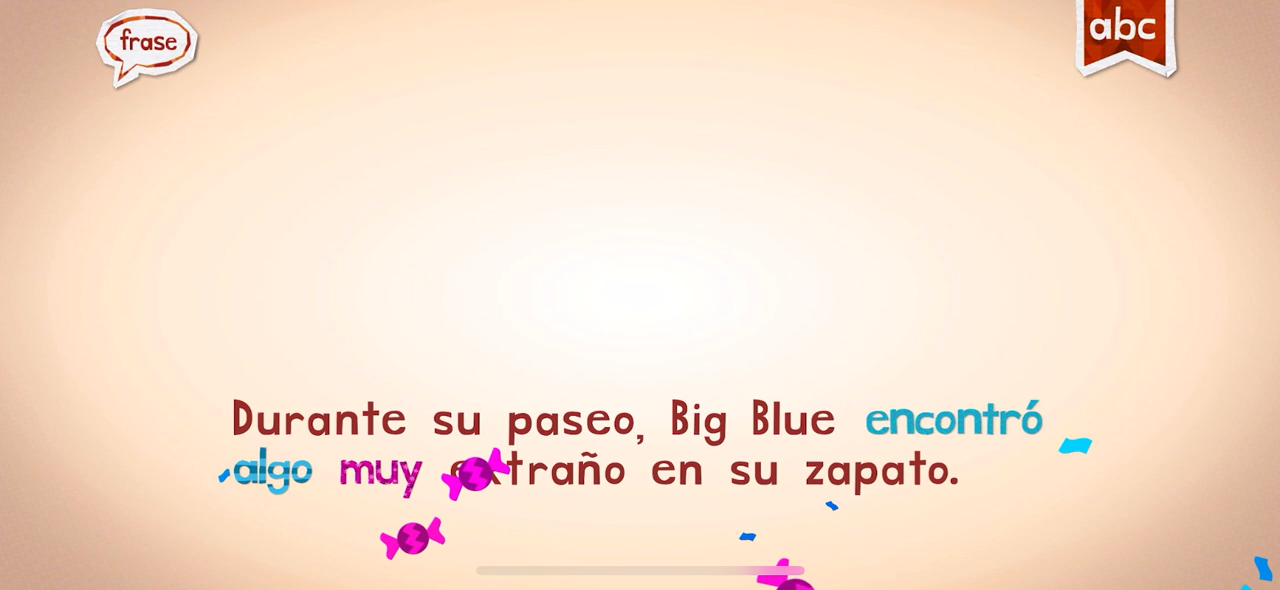 frase
abc
Durante su paseo, Big Blue encontró
algo muy extraño en su zapato.